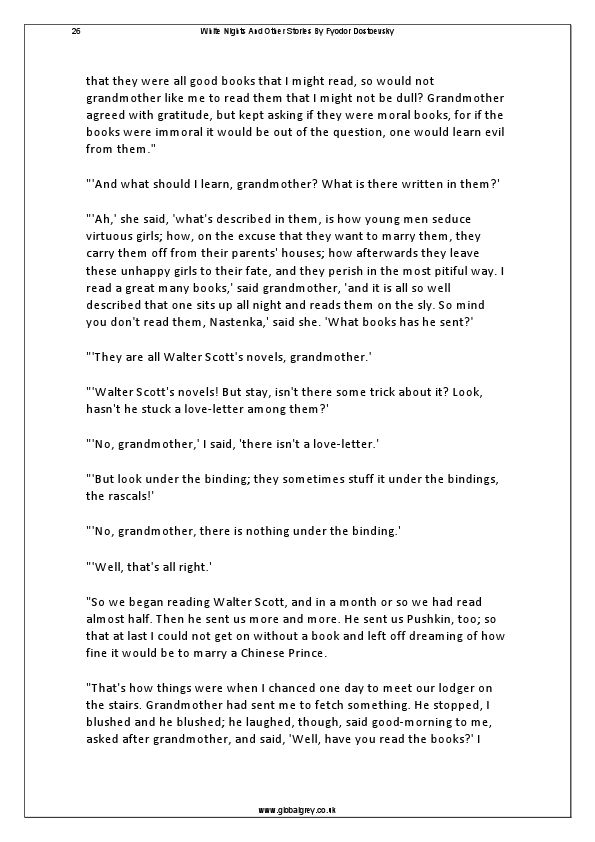 26 White Nights And Other Stories By Fyodor Dostoevsky
that they were all good books that I might read, so would not
grandmother like me to read them that I might not be dull? Grandmother
agreed with gratitude, but kept asking if they were moral books, for if the
books were immoral it would be out of the question, one would learn evil
from them."
"'And what should I learn, grandmother? What is there written in them?'
"'Ah,' she said, 'what's described in them, is how young men seduce
virtuous girls; how, on the excuse that they want to marry them, they
carry them off from their parents' houses; how afterwards they leave
these unhappy girls to their fate, and they perish in the most pitiful way. I
read a great many books,' said grandmother, 'and it is all so well
described that one sits up all night and reads them on the sly. So mind
you don't read them, Nastenka,' said she. 'What books has he sent?'
"'They are all Walter Scott's novels, grandmother.'
"'Walter Scott's novels! But stay, isn't there some trick about it? Look,
hasn't he stuck a love-letter among them?'
"'No, grandmother,' I said, 'there isn't a love-letter.'
"'But look under the binding; they sometimes stuff it under the bindings,
the rascals!'
"'No, grandmother, there is nothing under the binding.'
"'Well, that's all right.'
"So we began reading Walter Scott, and in a month or so we had read
almost half. Then he sent us more and more. He sent us Pushkin, too; so
that at last I could not get on without a book and left off dreaming of how
fine it would be to marry a Chinese Prince.
"That's how things were when I chanced one day to meet our lodger on
the stairs. Grandmother had sent me to fetch something. He stopped, I
blushed and he blushed; he laughed, though, said good-morning to me,
asked after grandmother, and said, 'Well, have you read the books?' I
www.globalgrey.co.uk